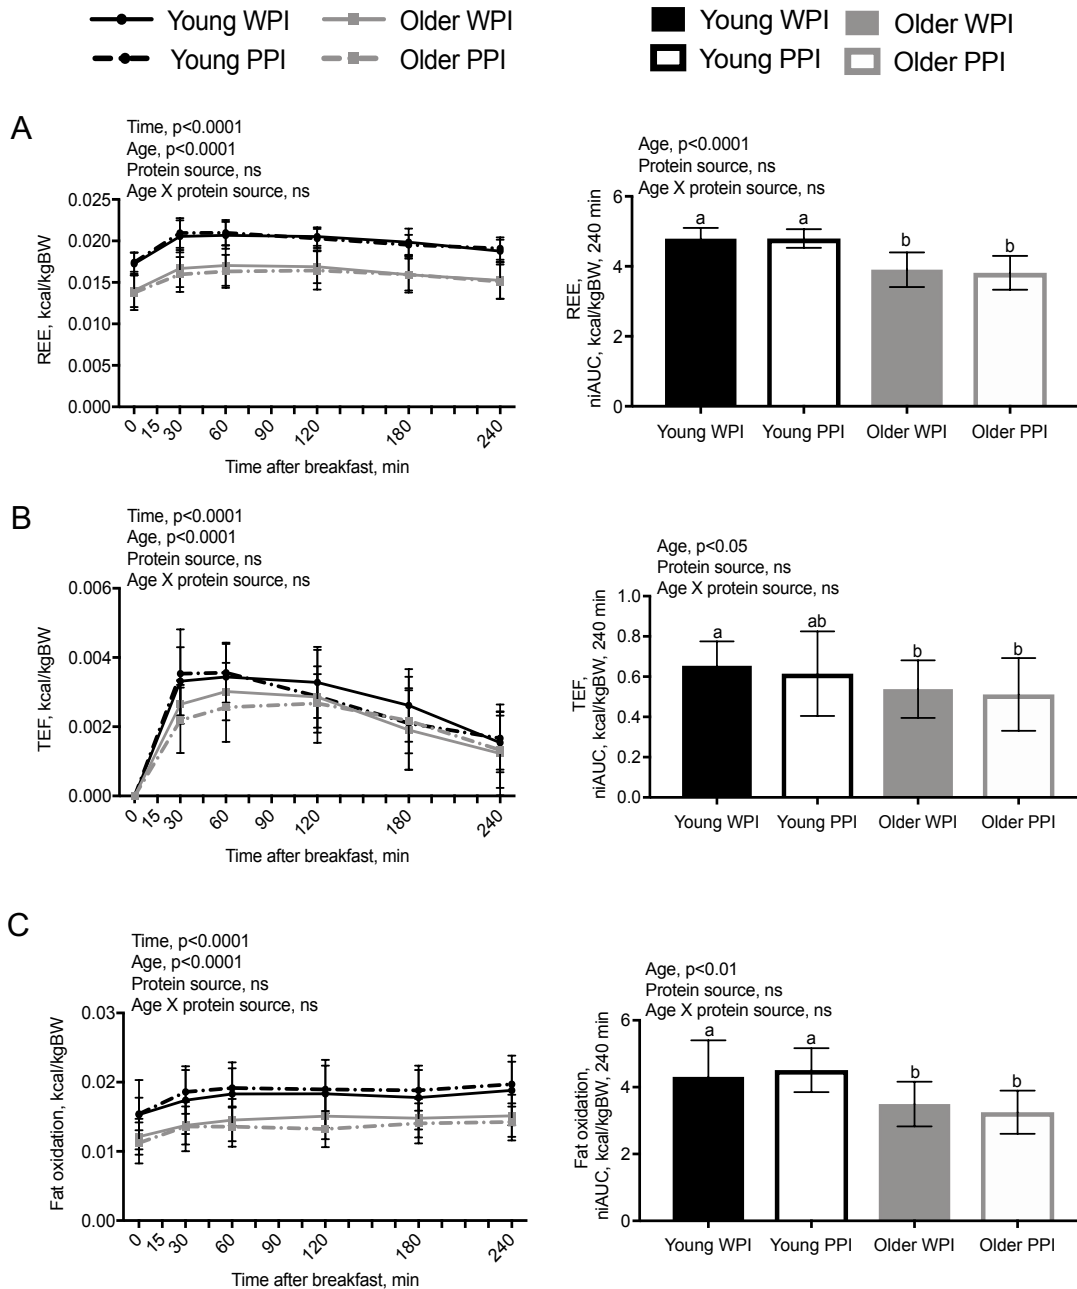 Young WPI
Older WPI
Young PPI
Older PPI
Young WPI
Older WPI
Young PPI
Older PPI
A
Time, p<0.0001
Age, p<0.0001
Protein source, ns
Age X protein source, ns
REE, kcal/kgBW
0.025
0.020
0.015
0.010
0.005
0.000
0 15 30 60 90 120 180 240
Time after breakfast, min
Age, p<0.0001
Protein source, ns
Age X protein source, ns
REE,
niAUC, kcal/kgBW, 240 min
6
4
2
0
a a b b
Young WPI Young PPI Older WPI Older PPI
B
Time, p<0.0001
Age, p<0.0001
Protein source, ns
Age X protein source, ns
TEF, kcal/kgBW
0.006
0.004
0.002
0.000
0 15 30 60 90 120 180 240
Time after breakfast, min
Age, p<0.05
Protein source, ns
Age X protein source, ns
TEF,
niAUC, kcal/kgBW, 240 min
1.0
0.8
0.6
0.4
0.2
0.0
a ab b b
Young WPI Young PPI Older WPI Older PPI
C
Time, p<0.0001
Age, p<0.0001
Protein source, ns
Age X protein source, ns
Fat oxidation, kcal/kgBW
0.03
0.02
0.01
0.00
0 15 30 60 90 120 180 240
Time after breakfast, min
Age, p<0.01
Protein source, ns
Age X protein source, ns
Fat oxidation,
niAUC, kcal/kgBW, 240 min
6
4
2
0
a a b b
Young WPI Young PPI Older WPI Older PPI